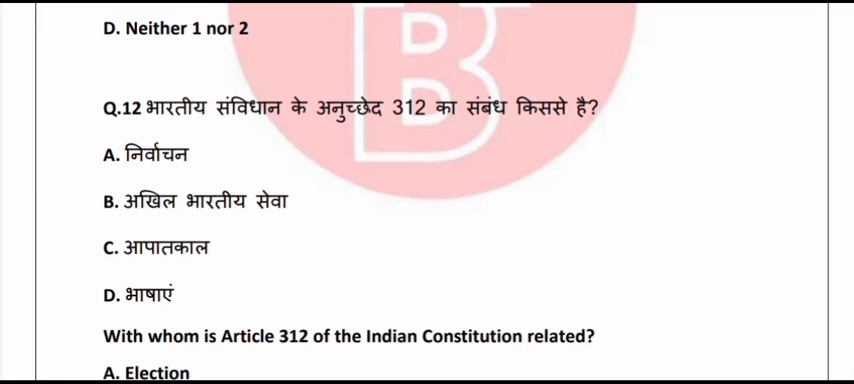 D. Neither 1 nor 2
Q.12 भारतीय संविधान के अनुच्छेद 312 का संबंध किससे है?
A. निर्वाचन
B. अखिल भारतीय सेवा
C. आपातकाल
D. भाषाएं
With whom is Article 312 of the Indian Constitution related?
A. Election